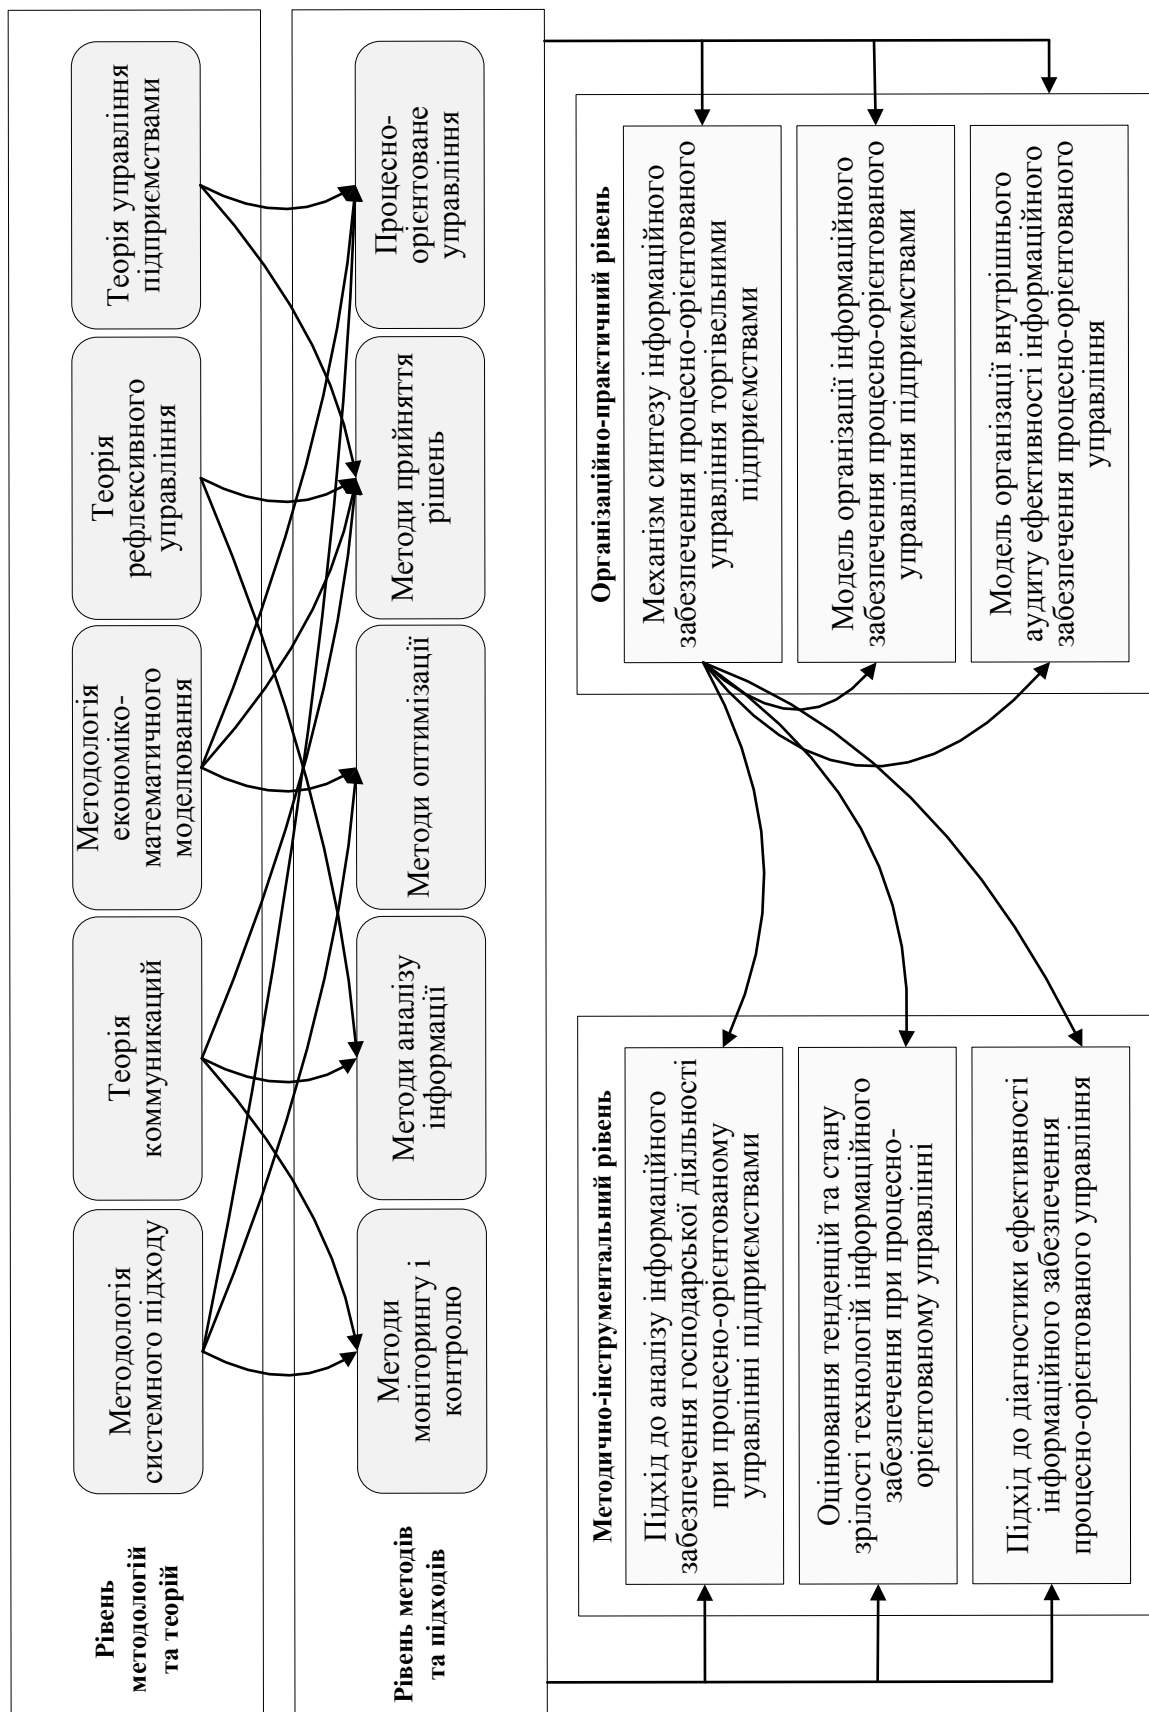 Рівень
методологій
та теорій
Методологія
системного підходу
Теорія
коммуникаций
Методологія
економіко-
математичного
моделювання
Теорія
рефлексивного
управління
Теорія управління
підприємствами
Рівень методів
та підходів
Методи
моніторингу і
контролю
Методи аналізу
інформації
Методи оптимізації
Методи прийняття
рішень
Процесно-
орієнтоване
управління
Методично-інструментальний рівень
Підхід до аналізу інформаційного
забезпечення господарської діяльності
при процесно-орієнтованому
управлінні підприємствами
Оцінювання тенденцій та стану
зрілості технологій інформаційного
забезпечення при процесно-
орієнтованому управлінні
Підхід до діагностики ефективності
інформаційного забезпечення
процесно-орієнтованого управління
Організаційно-практичний рівень
Механізм синтезу інформаційного
забезпечення процесно-орієнтованого
управління торгівельними
підприємствами
Модель організації інформаційного
забезпечення процесно-орієнтованого
управління підприємствами
Модель організації внутрішнього
аудиту ефективності інформаційного
забезпечення процесно-орієнтованого
управління